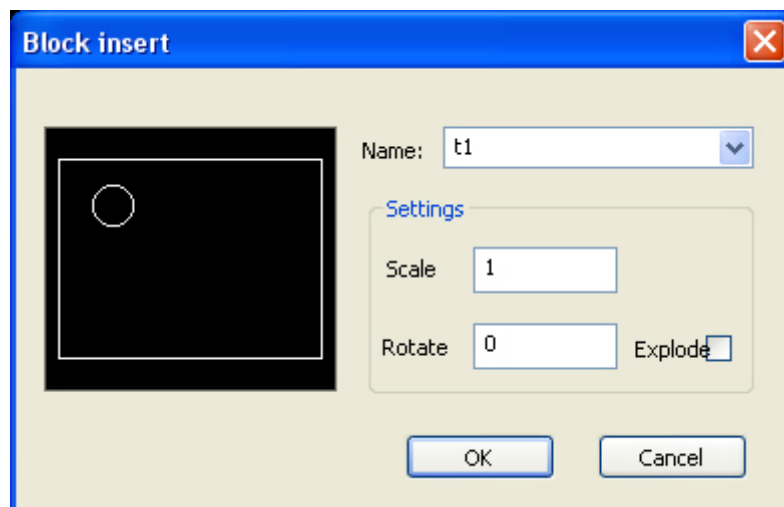 Block insert
Name: t1
Settings
Scale 1
Rotate 0 Explode
OK Cancel